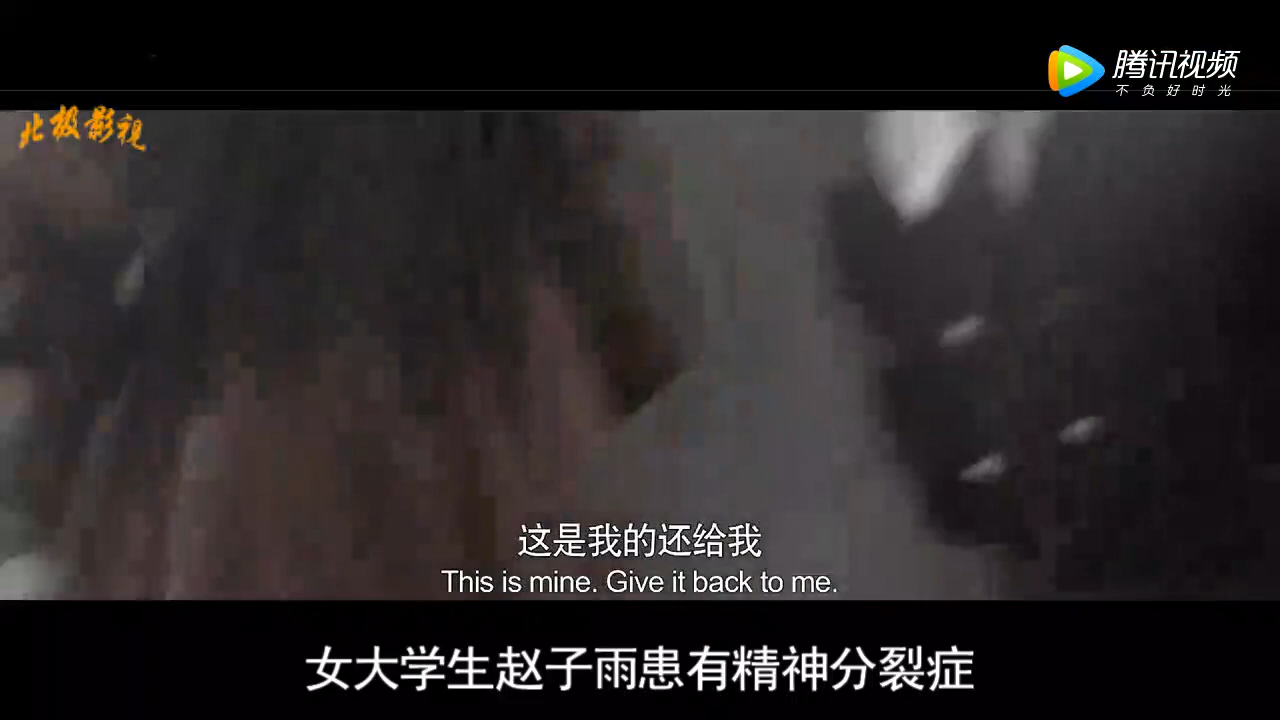 腾讯视频
不负好时光
北极影视
这是我的还给我
This is mine. Give it back to me.
女大学生赵子雨患有精神分裂症